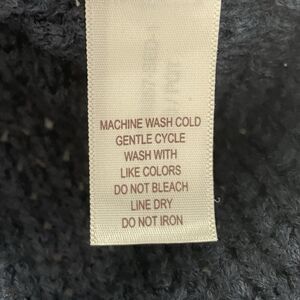 MACHINE WASH COLD
GENTLE CYCLE
WASH WITH
LIKE COLORS
DO NOT BLEACH
LINE DRY
DO NOT IRON